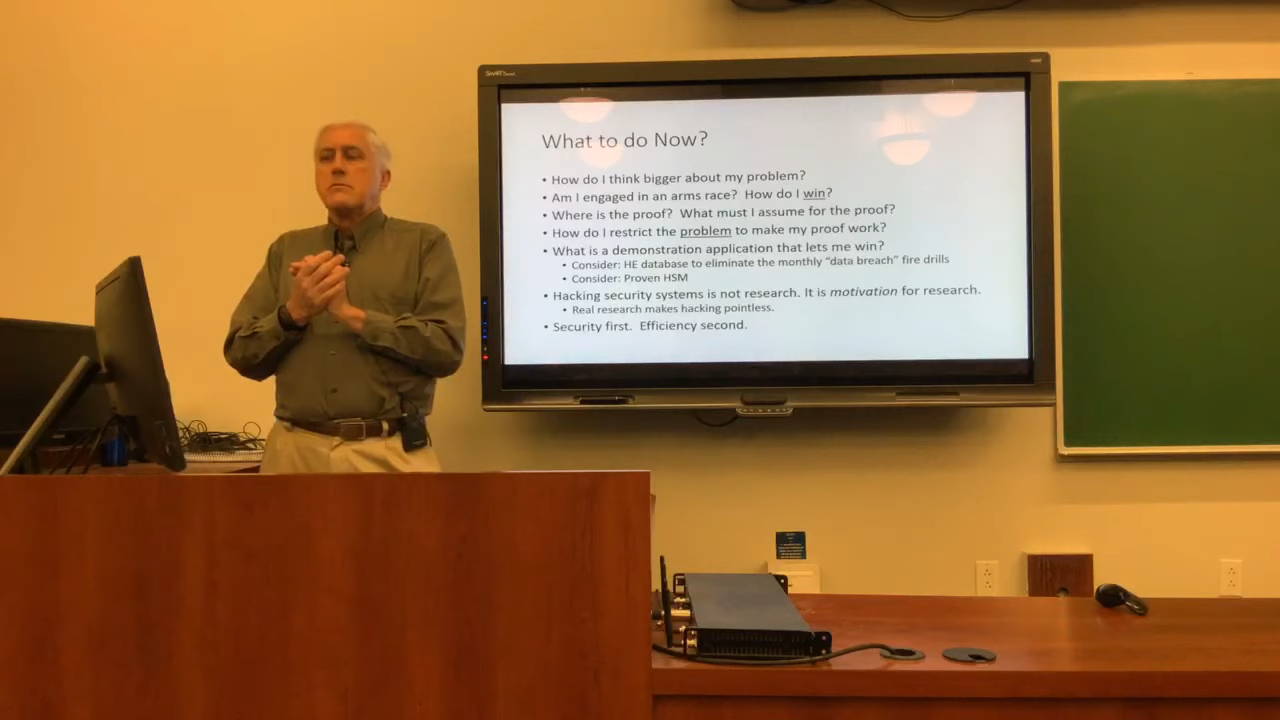 SMART
What to do Now?
• How do I think bigger about my problem?
• Am I engaged in an arms race? How do I win?
• Where is the proof? What must I assume for the proof?
• How do I restrict the problem to make my proof work?
• What is a demonstration application that lets me win?
• Consider: HE database to eliminate the monthly “data breach” fire drills
• Consider: Proven HSM
• Hacking security systems is not research. It is motivation for research.
• Real research makes hacking pointless.
• Security first. Efficiency second.